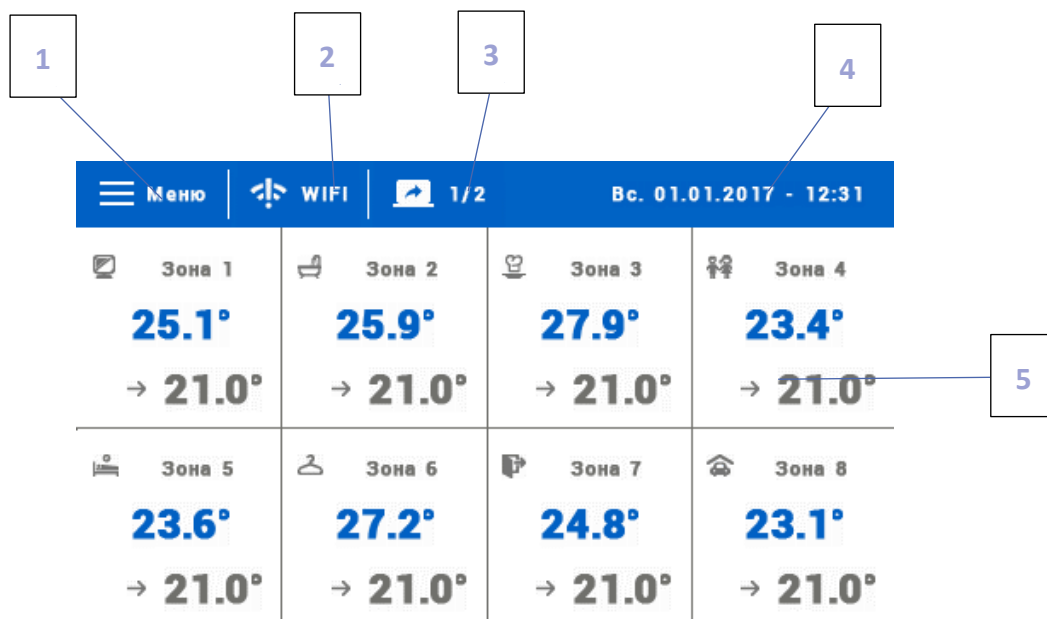 1 2 3 4
Меню WIFI 1/2 Вс. 01.01.2017 - 12:31
Зона 1 Зона 2 Зона 3 Зона 4
25.1° 25.9° 27.9° 23.4°
→ 21.0° → 21.0° → 21.0° → 21.0°
5
Зона 5 Зона 6 Зона 7 Зона 8
23.6° 27.2° 24.8° 23.1°
→ 21.0° → 21.0° → 21.0° → 21.0°